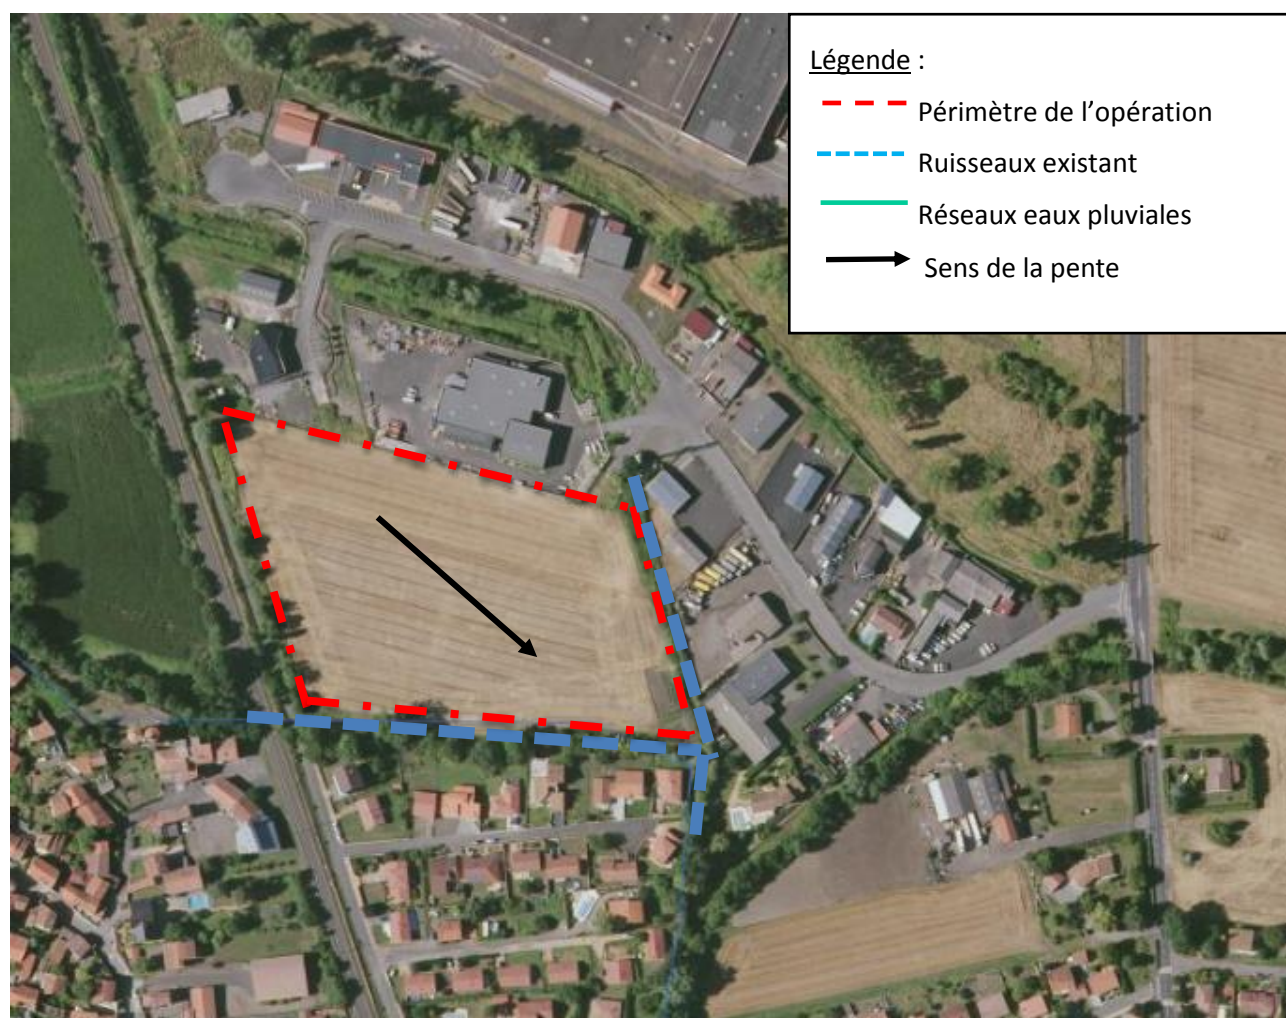 Légende :
Périmètre de l’opération
Ruisseaux existant
Réseaux eaux pluviales
Sens de la pente